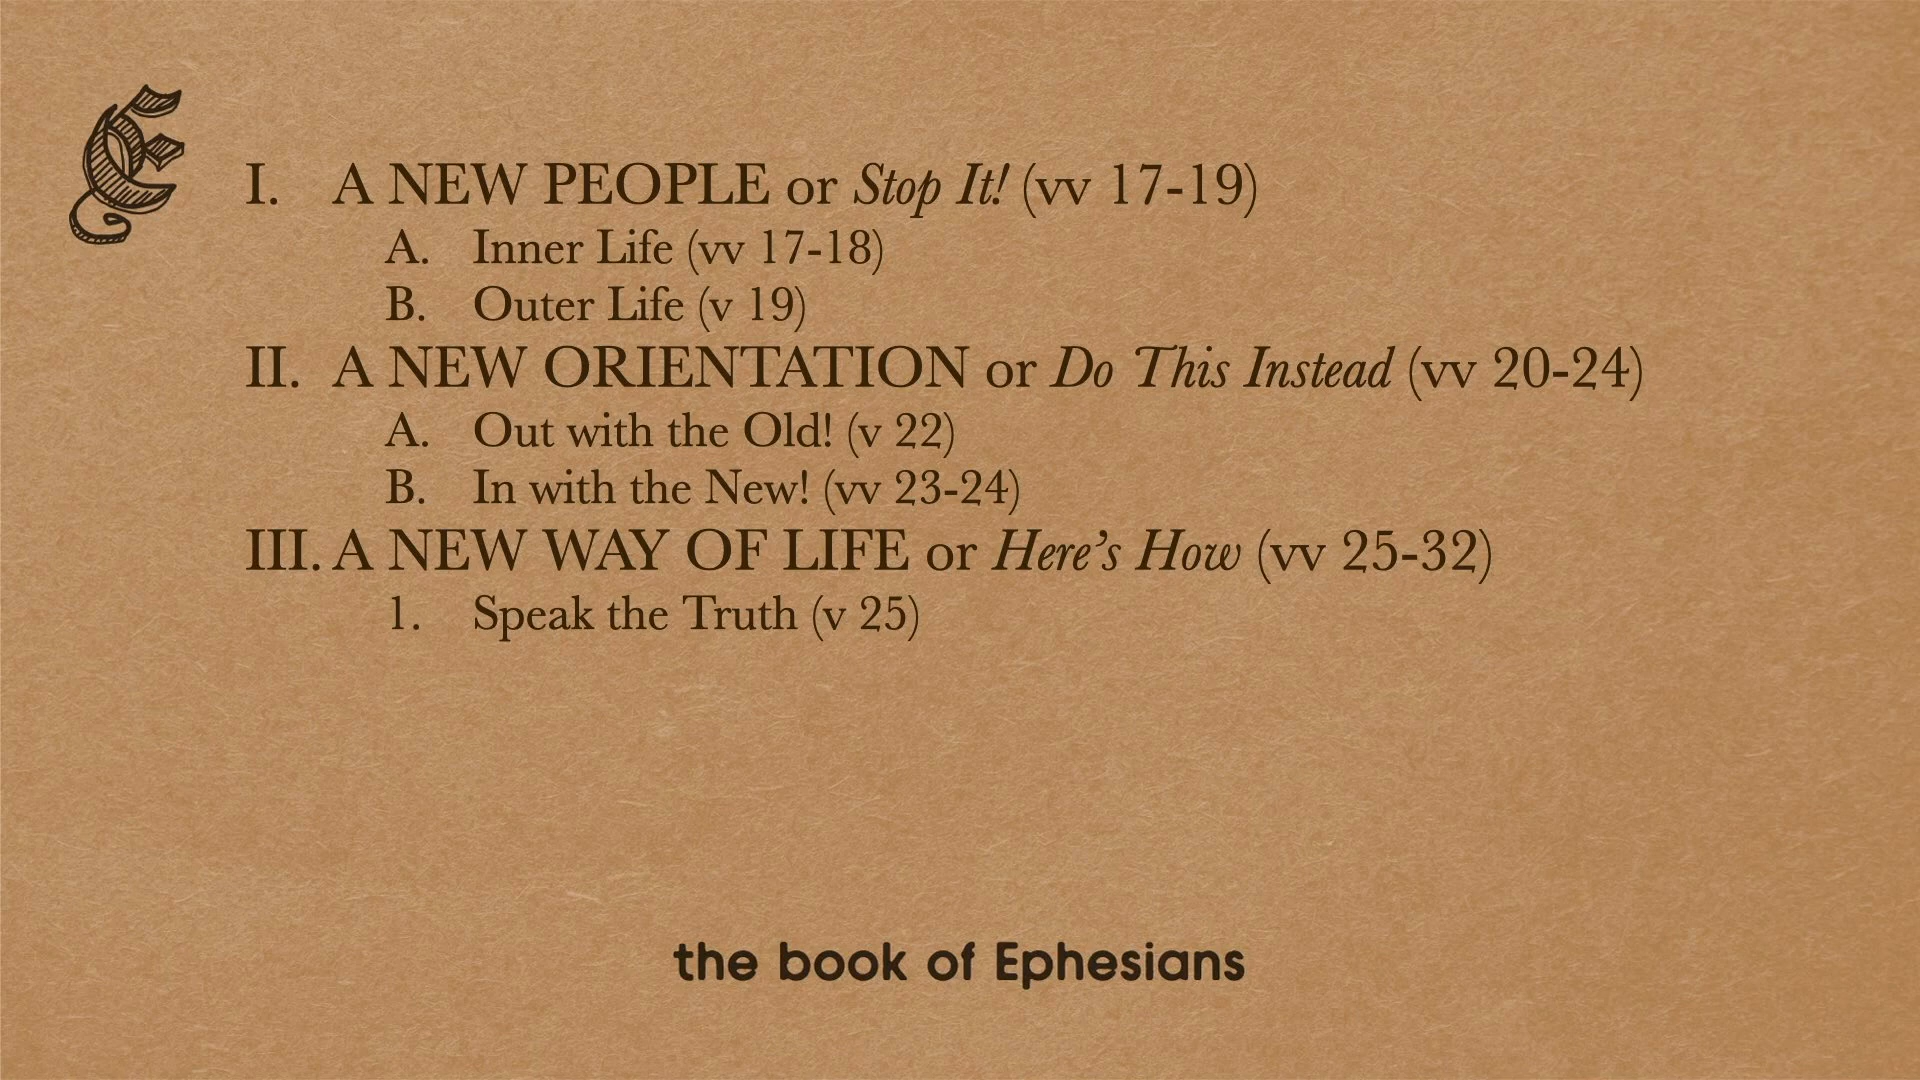 E
I. A NEW PEOPLE or Stop It! (vv 17-19)
A. Inner Life (vv 17-18)
B. Outer Life (v 19)
II. A NEW ORIENTATION or Do This Instead (vv 20-24)
A. Out with the Old! (v 22)
B. In with the New! (vv 23-24)
III. A NEW WAY OF LIFE or Here’s How (vv 25-32)
1. Speak the Truth (v 25)
the book of Ephesians